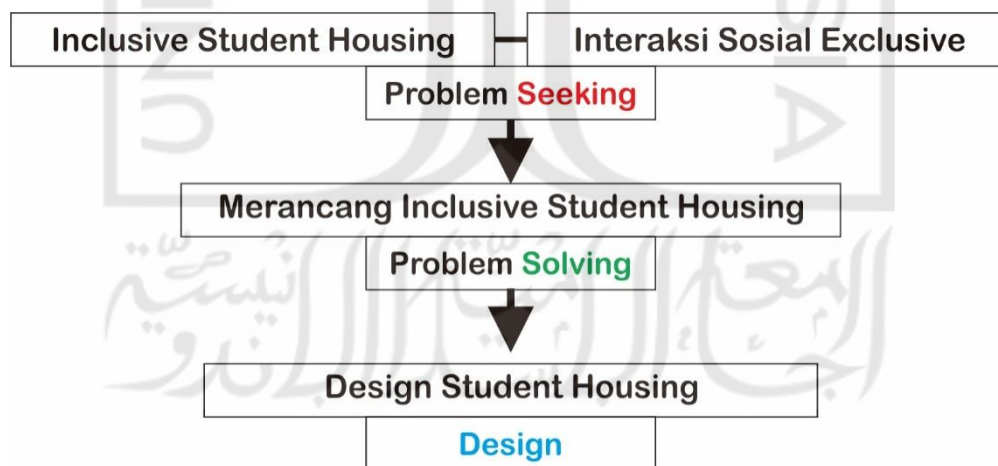 Inclusive Student Housing
Interaksi Sosial Exclusive
Problem Seeking
Merancang Inclusive Student Housing
Problem Solving
Design Student Housing
Design